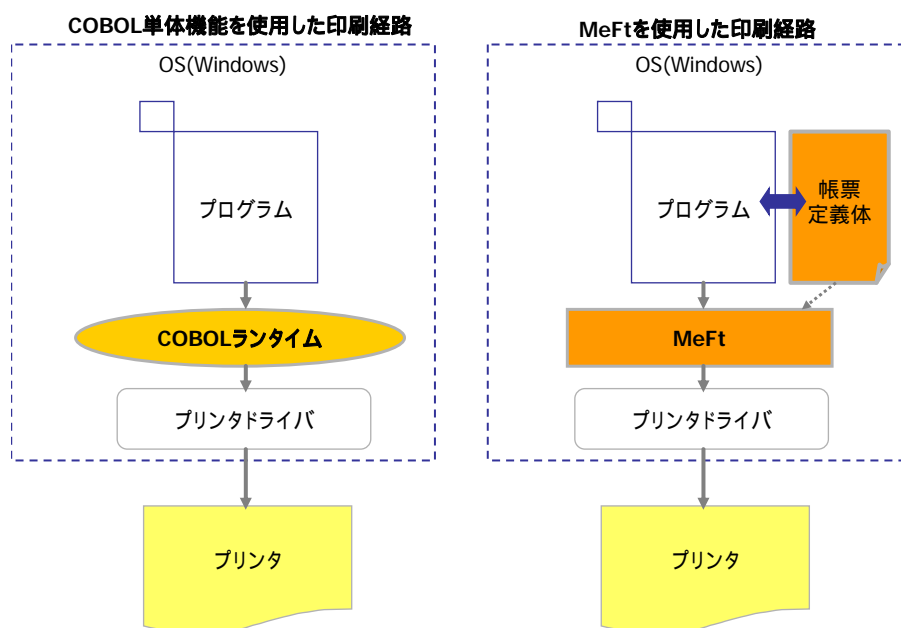 COBOL単体機能を使用した印刷経路
OS(Windows)
プログラム
COBOLランタイム
プリンタドライバ
プリンタ
MeFtを使用した印刷経路
OS(Windows)
プログラム
帳票
定義体
MeFt
プリンタドライバ
プリンタ